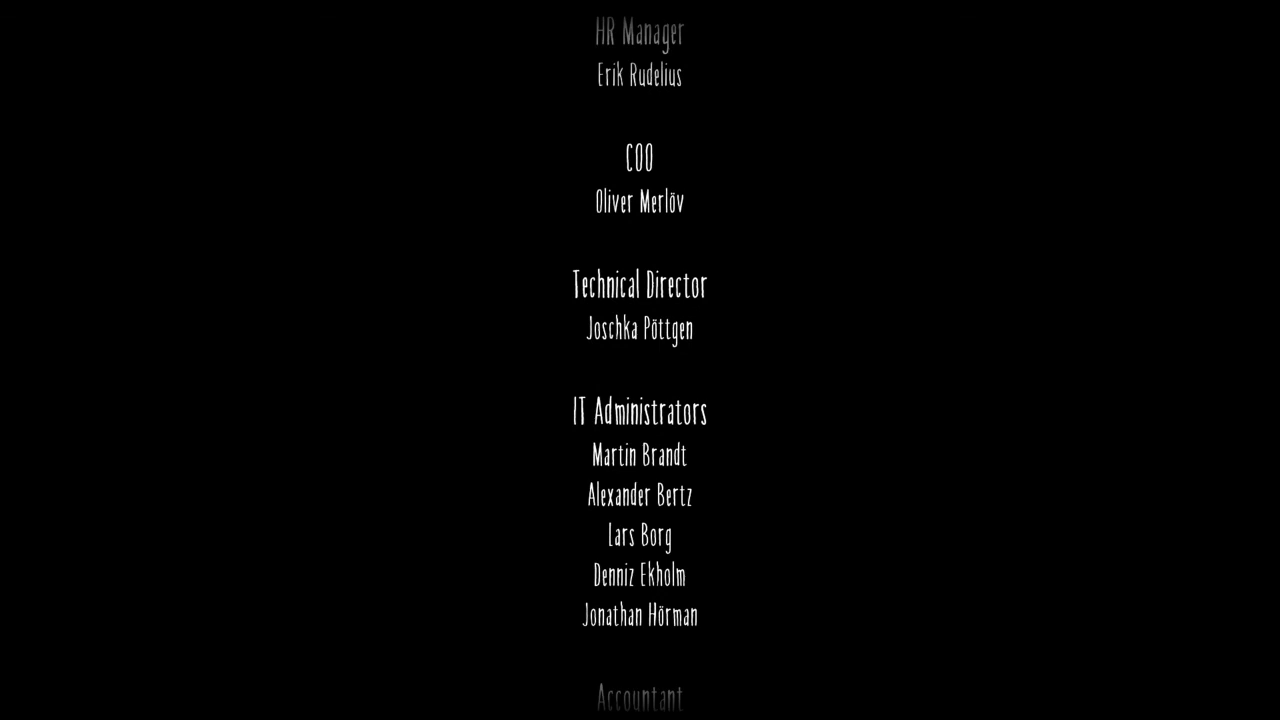 HR Manager
Erik Rudelius
COO
Oliver Merlöv
Technical Director
Joschka Pöttgen
IT Administrators
Martin Brandt
Alexander Bertz
Lars Borg
Denniz Ekholm
Jonathan Hörman
Accountant